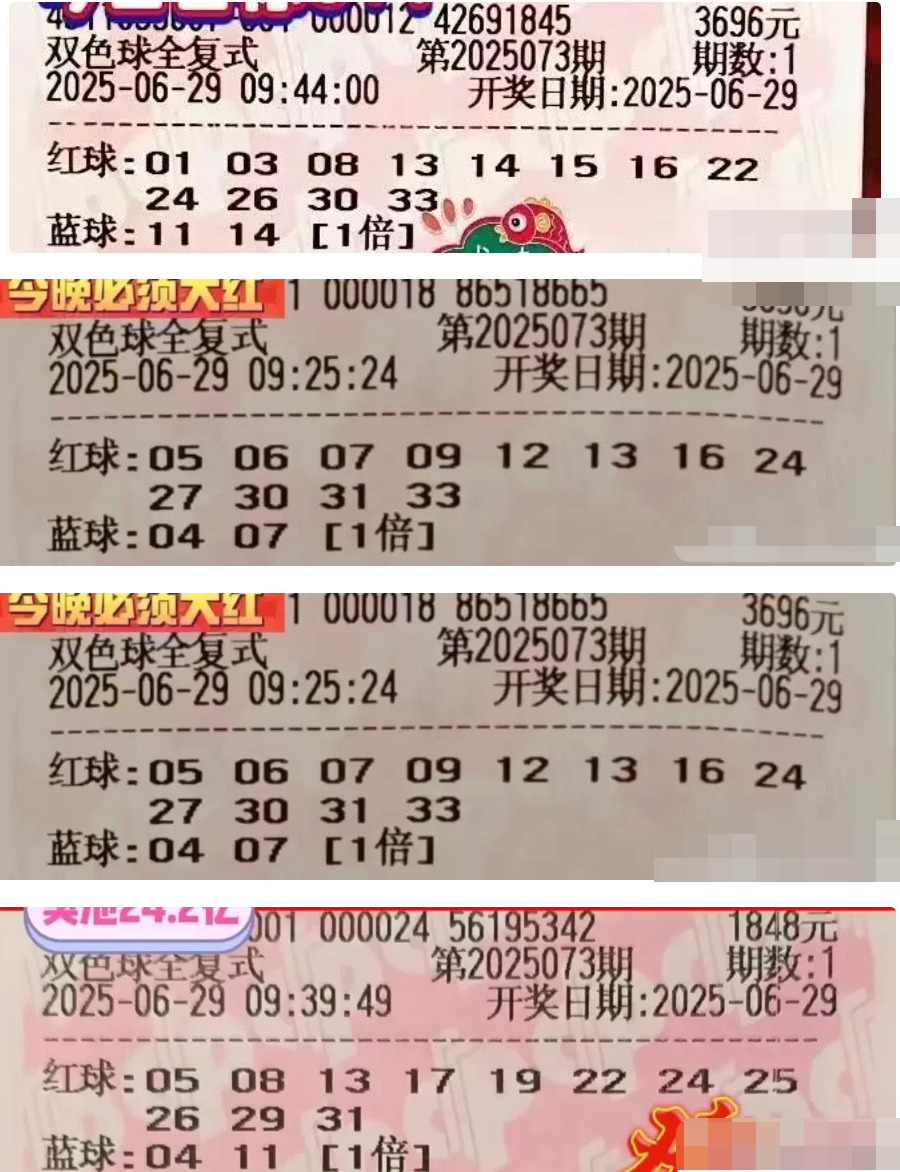 000012 42691845 3696元
双色球全复式 第2025073期 期数:1
2025-06-29 09:44:00 开奖日期:2025-06-29
红球:01 03 08 13 14 15 16 22
24 26 30 33
蓝球:11 14 [1倍]
今晚必须大红 1 000018 86518665
双色球全复式 第2025073期 期数:1
2025-06-29 09:25:24 开奖日期:2025-06-29
红球:05 06 07 09 12 13 16 24
27 30 31 33
蓝球:04 07 [1倍]
今晚必须大红 1 000018 86518665 3696元
双色球全复式 第2025073期 期数:1
2025-06-29 09:25:24 开奖日期:2025-06-29
红球:05 06 07 09 12 13 16 24
27 30 31 33
蓝球:04 07 [1倍]
奖池24.2亿 001 000024 56195342 1848元
双色球全复式 第2025073期 期数:1
2025-06-29 09:39:49 开奖日期:2025-06-29
红球:05 08 13 17 19 22 24 25
26 29 31
蓝球:04 11 [1倍]